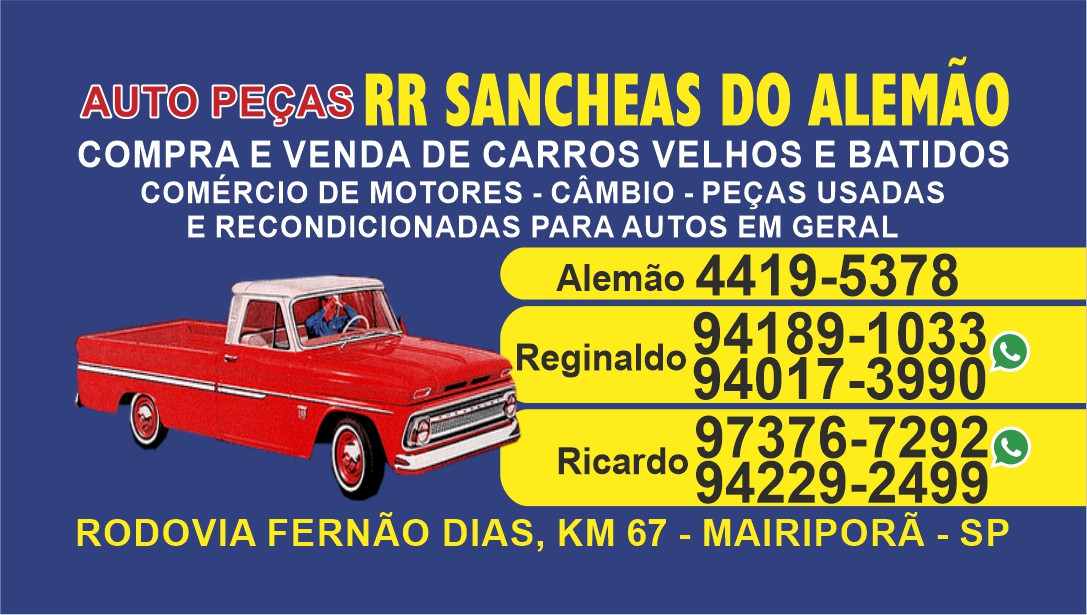 AUTO PEÇAS RR SANCHEAS DO ALEMÃO
COMPRA E VENDA DE CARROS VELHOS E BATIDOS
COMÉRCIO DE MOTORES - CÂMBIO - PEÇAS USADAS
E RECONDICIONADAS PARA AUTOS EM GERAL
Alemão 4419-5378
Reginaldo 94189-1033
94017-3990
Ricardo 97376-7292
94229-2499
RODOVIA FERNÃO DIAS, KM 67 - MAIRIPORÃ - SP